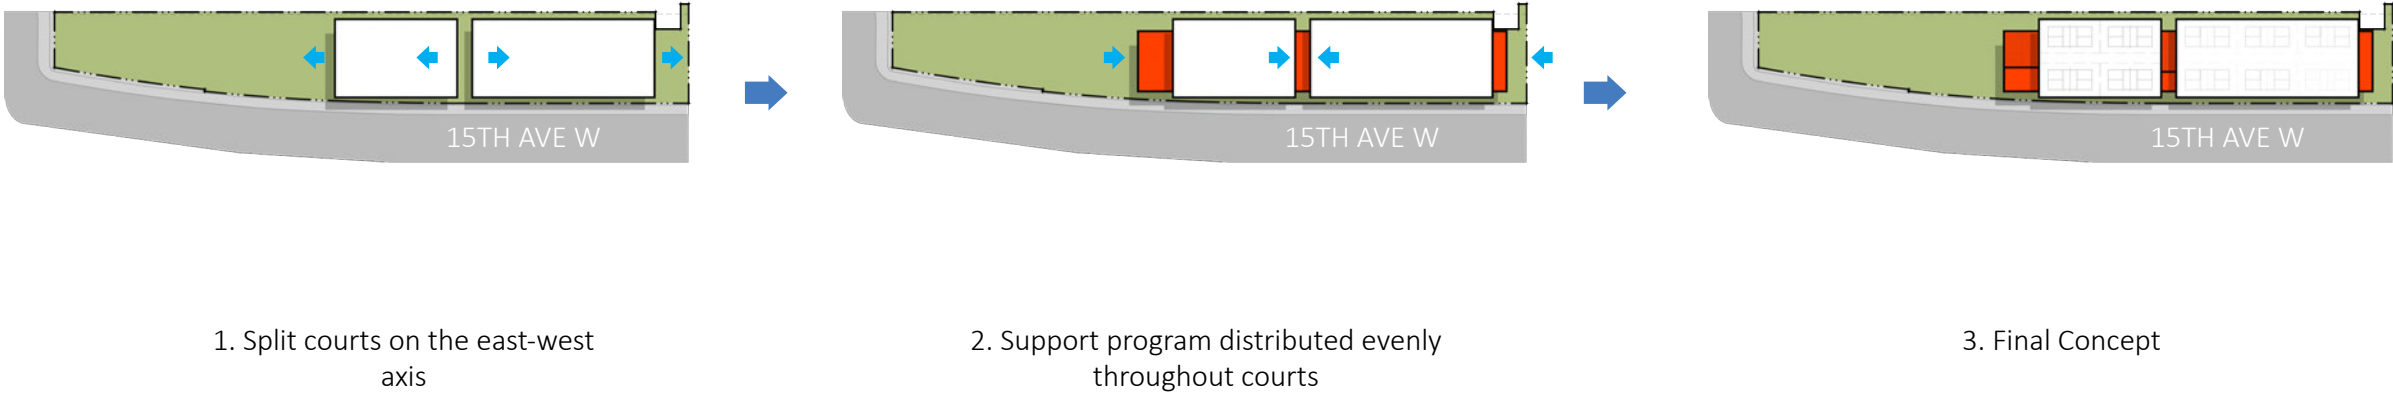 15TH AVE W
15TH AVE W
15TH AVE W
1. Split courts on the east-west
axis
2. Support program distributed evenly
throughout courts
3. Final Concept